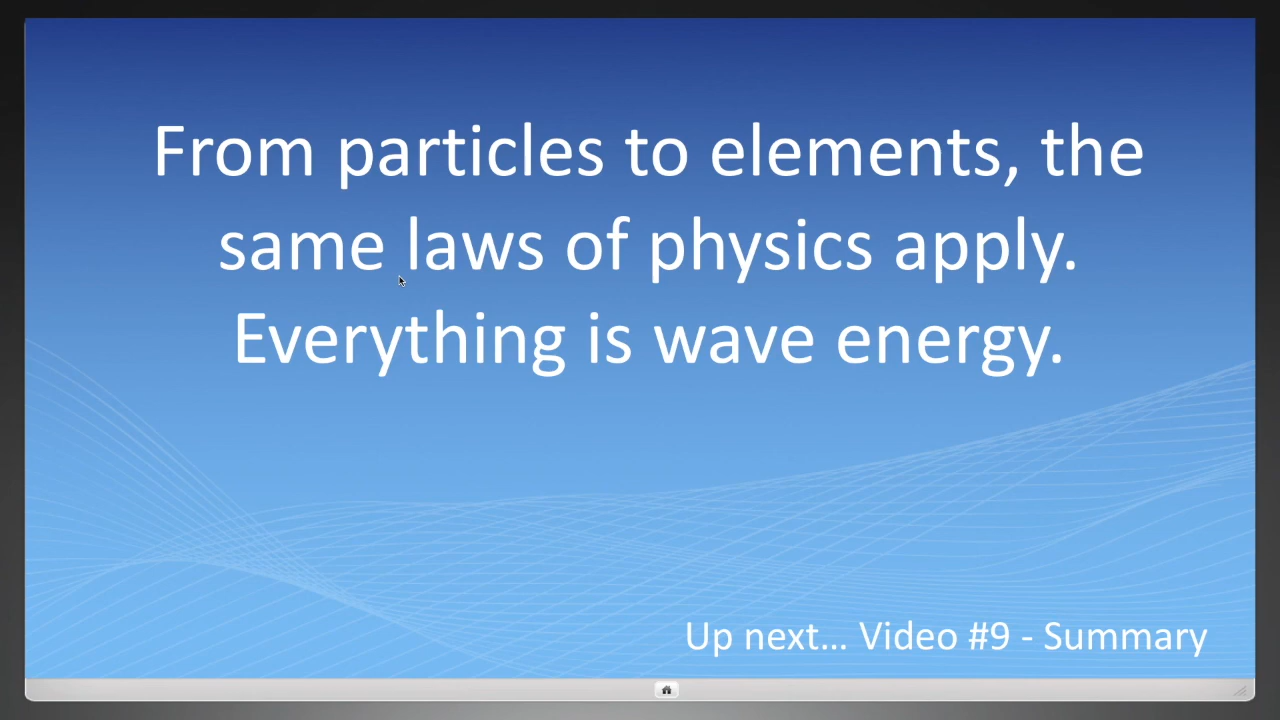 From particles to elements, the
same laws of physics apply.
Everything is wave energy.
Up next... Video #9 - Summary